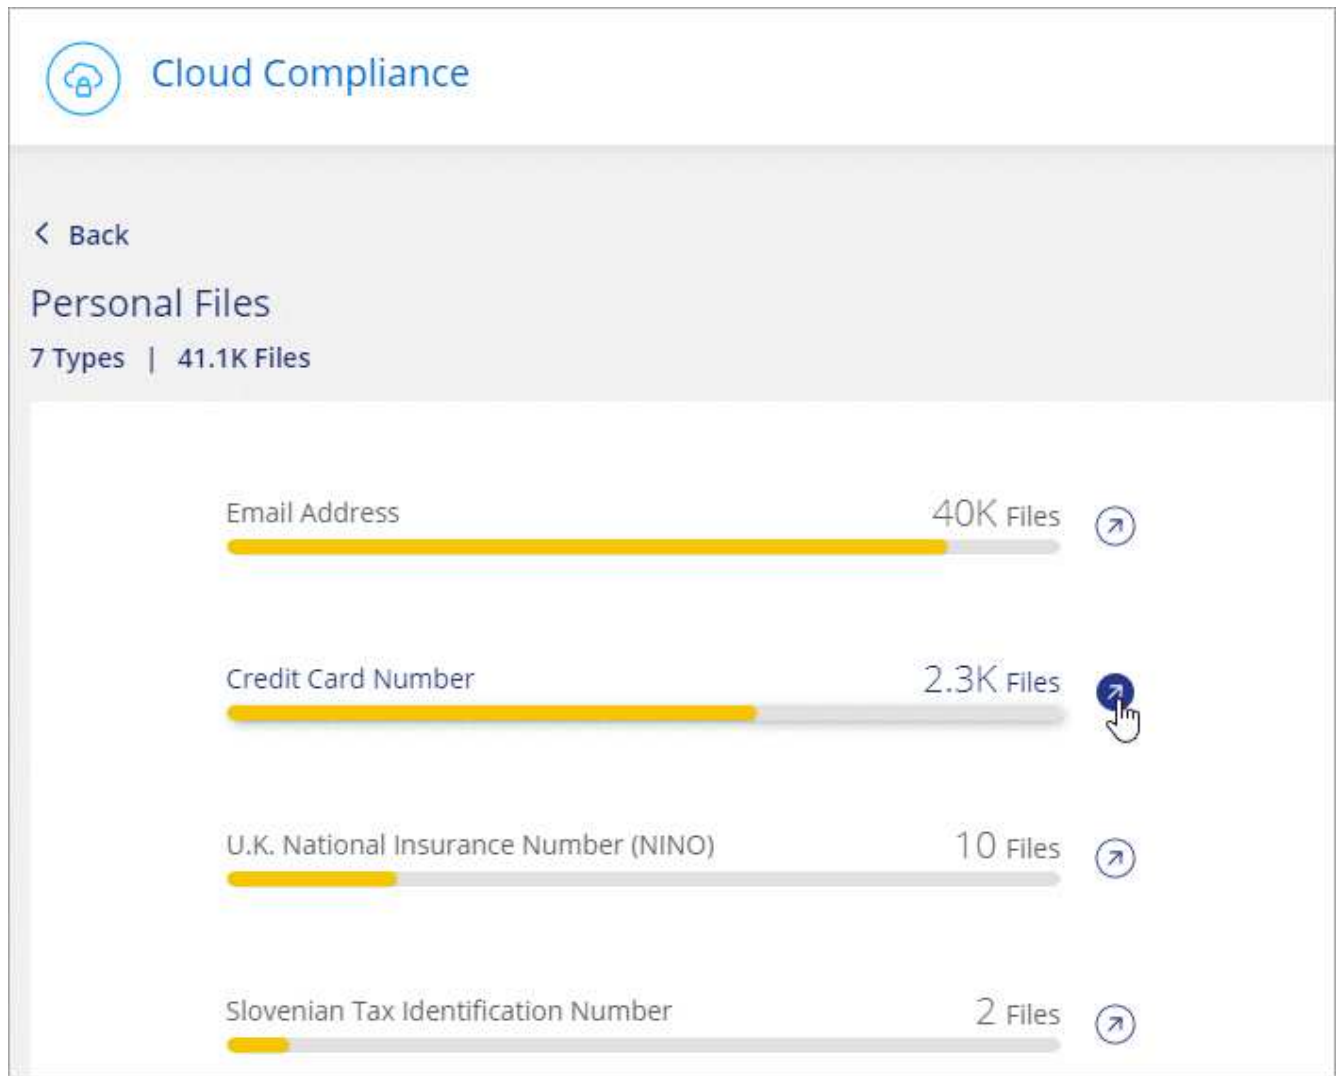 Cloud Compliance
Back
Personal Files
7 Types | 41.1K Files
Email Address 40K Files
Credit Card Number 2.3K Files
U.K. National Insurance Number (NINO) 10 Files
Slovenian Tax Identification Number 2 Files